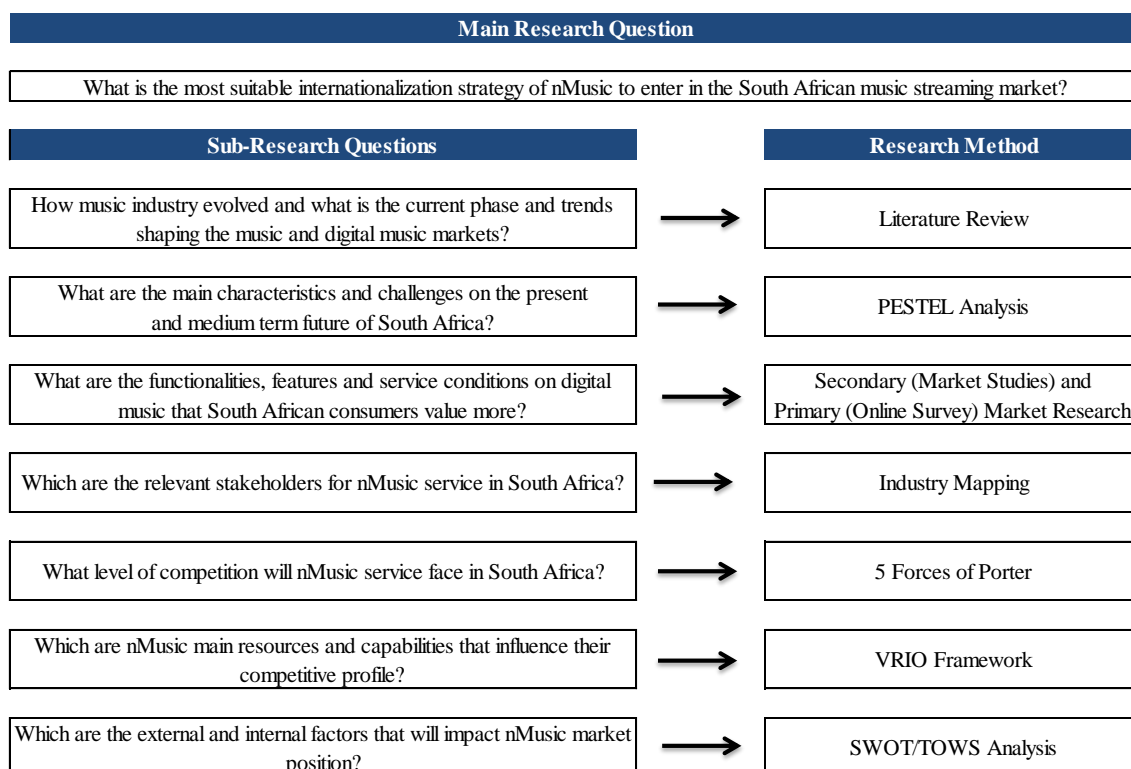 Main Research Question
What is the most suitable internationalization strategy of nMusic to enter in the South African music streaming market?
Sub-Research Questions
Research Method
How music industry evolved and what is the current phase and trends
shaping the music and digital music markets?
Literature Review
What are the main characteristics and challenges on the present
and medium term future of South Africa?
PESTEL Analysis
What are the functionalities, features and service conditions on digital
music that South African consumers value more?
Secondary (Market Studies) and
Primary (Online Survey) Market Research
Which are the relevant stakeholders for nMusic service in South Africa?
Industry Mapping
What level of competition will nMusic service face in South Africa?
5 Forces of Porter
Which are nMusic main resources and capabilities that influence their
competitive profile?
VRIO Framework
Which are the external and internal factors that will impact nMusic market
position?
SWOT/TOWS Analysis